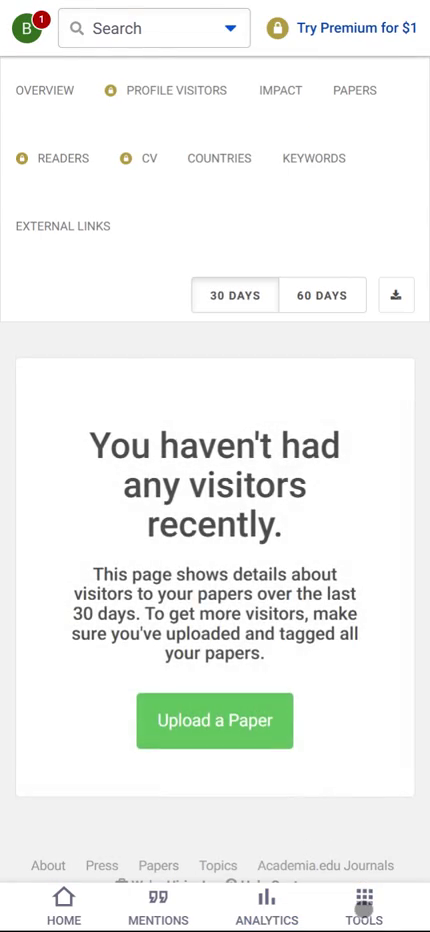 B 1 Search Try Premium for $1
OVERVIEW PROFILE VISITORS IMPACT PAPERS
READERS CV COUNTRIES KEYWORDS
EXTERNAL LINKS
30 DAYS 60 DAYS
You haven't had
any visitors
recently.
This page shows details about
visitors to your papers over the last
30 days. To get more visitors, make
sure you've uploaded and tagged all
your papers.
Upload a Paper
About Press Papers Topics Academia.edu Journals
HOME MENTIONS ANALYTICS TOOLS